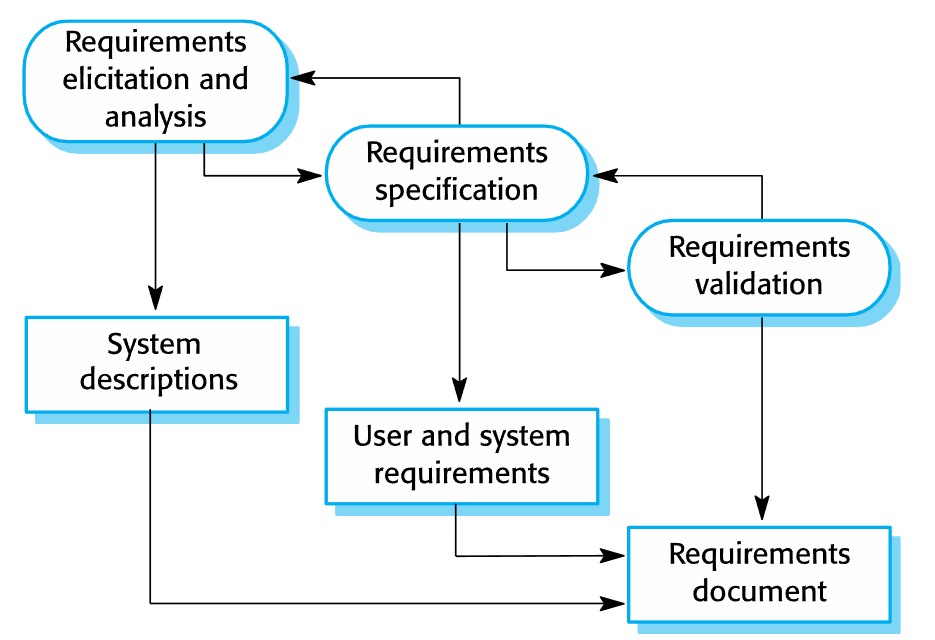 Requirements
elicitation and
analysis
Requirements
specification
Requirements
validation
System
descriptions
User and system
requirements
Requirements
document